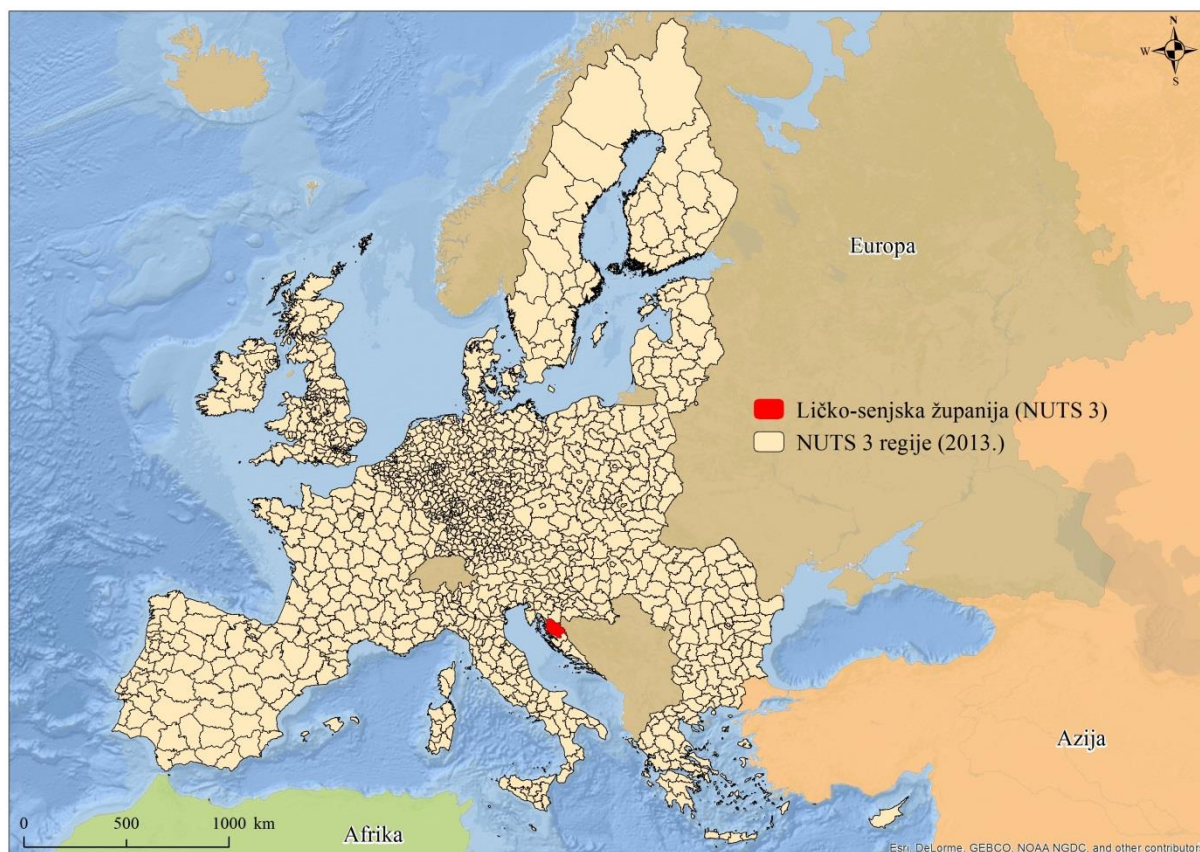 N
W
S
Europa
Ličko-senjska županija (NUTS 3)
NUTS 3 regije (2013.)
Azija
0 500 1000 km
Afrika
Esri, DeLorme, GEBCO, NOAA NGDC, and other contributors